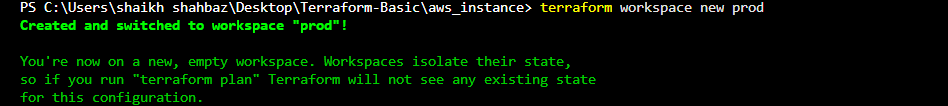 PS C:\Users\shaikh shahbaz\Desktop\Terraform-Basic\aws_instance> terraform workspace new prod
Created and switched to workspace "prod"!
You're now on a new, empty workspace. Workspaces isolate their state,
so if you run "terraform plan" Terraform will not see any existing state
for this configuration.